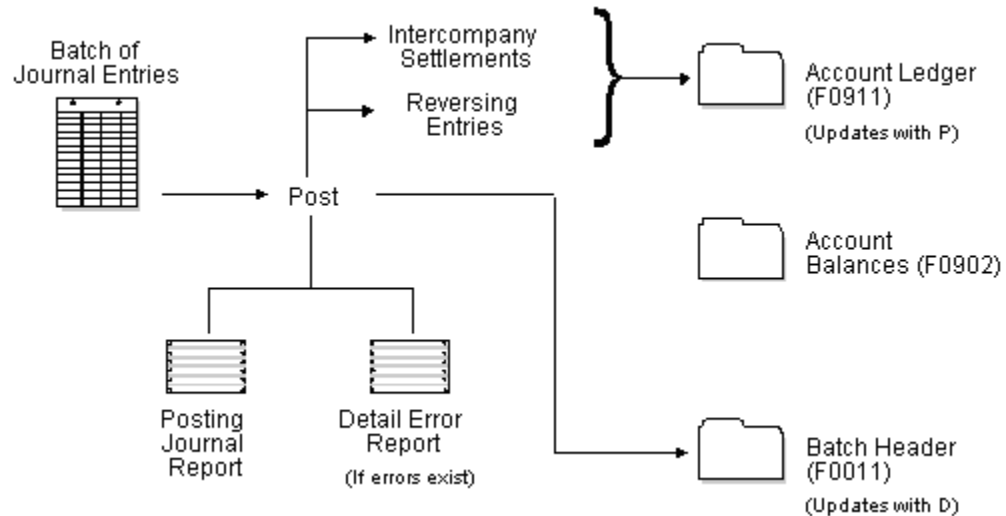 Batch of
Journal Entries
Intercompany
Settlements
Reversing
Entries
Account Ledger
(F0911)
(Updates with P)
Post
Account
Balances (F0902)
Posting
Journal
Report
Detail Error
Report
(If errors exist)
Batch Header
(F0011)
(Updates with D)